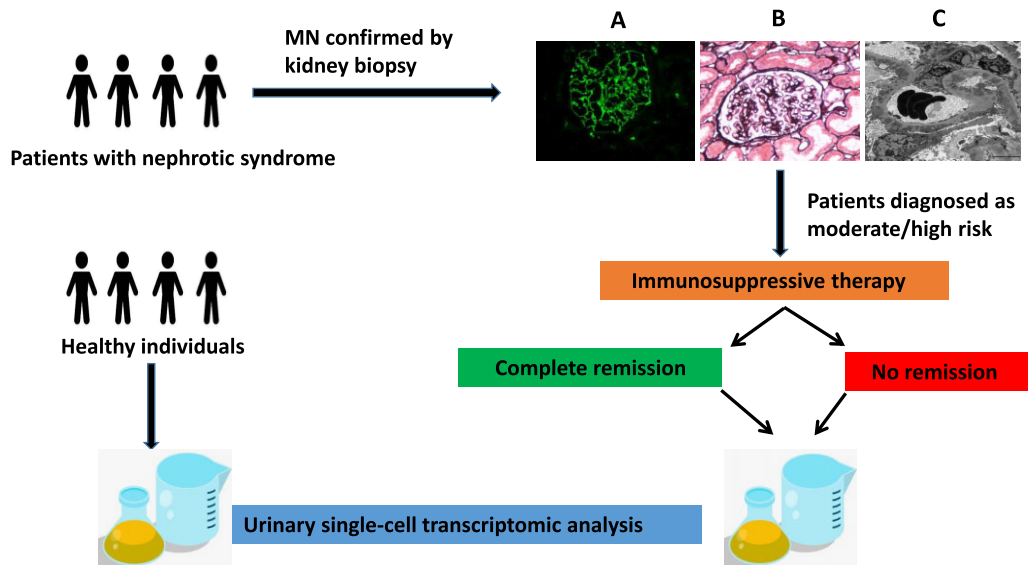 A
B
C
MN confirmed by
kidney biopsy
Patients with nephrotic syndrome
Patients diagnosed as
moderate/high risk
Immunosuppressive therapy
Healthy individuals
Complete remission
No remission
Urinary single-cell transcriptomic analysis